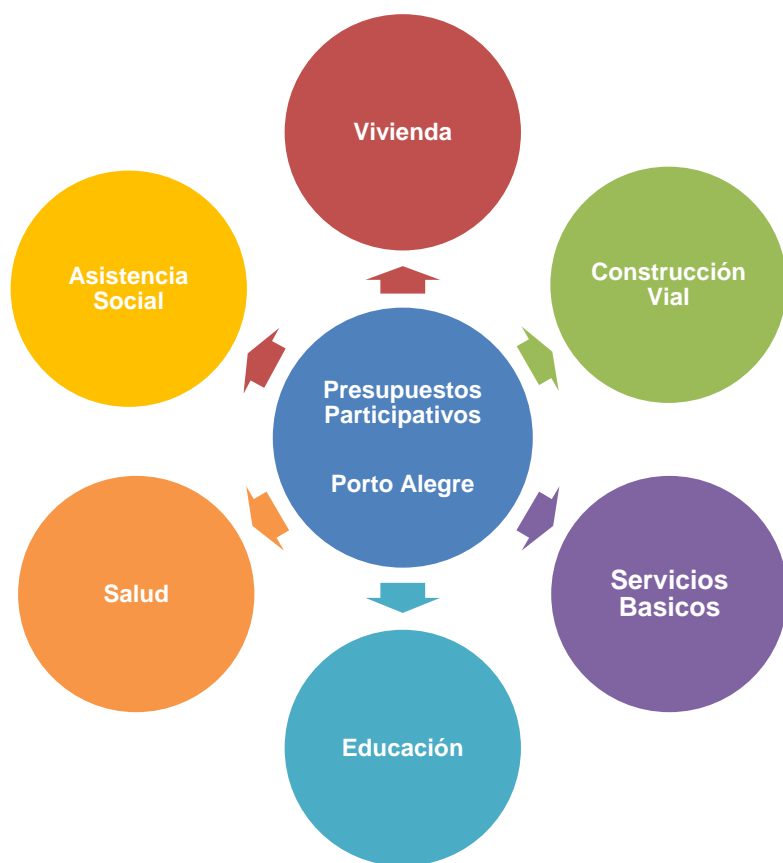 Vivienda
Asistencia
Social
Construcción
Vial
Presupuestos
Participativos
Porto Alegre
Salud
Servicios
Basicos
Educación